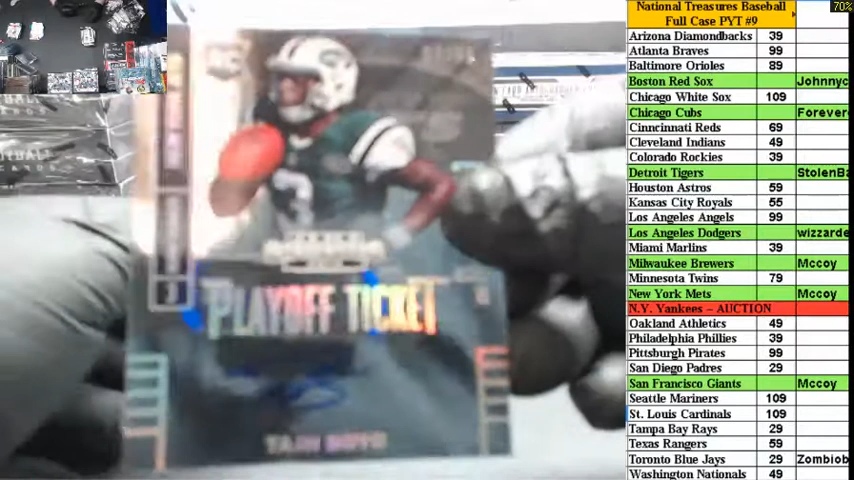 National Treasures Baseball
Full Case PYT #9
70%
Arizona Diamondbacks 39
Atlanta Braves 99
Baltimore Orioles 89
Boston Red Sox Johnnyc
Chicago White Sox 109
Chicago Cubs Forever
Cinncinati Reds 69
Cleveland Indians 49
Colorado Rockies 39
Detroit Tigers StolenBa
Houston Astros 59
Kansas City Royals 55
Los Angeles Angels 99
Los Angeles Dodgers wizzarde
Miami Marlins 39
Milwaukee Brewers Mccoy
Minnesota Twins 79
New York Mets Mccoy
N.Y. Yankees – AUCTION
Oakland Athletics 49
Philadelphia Phillies 39
Pittsburgh Pirates 99
San Diego Padres 29
San Francisco Giants Mccoy
Seattle Mariners 109
St. Louis Cardinals 109
Tampa Bay Rays 29
Texas Rangers 59
Toronto Blue Jays 29 Zombiob
Washington Nationals 49
RC
PLAYOFF TICKET
TAJH BOYD